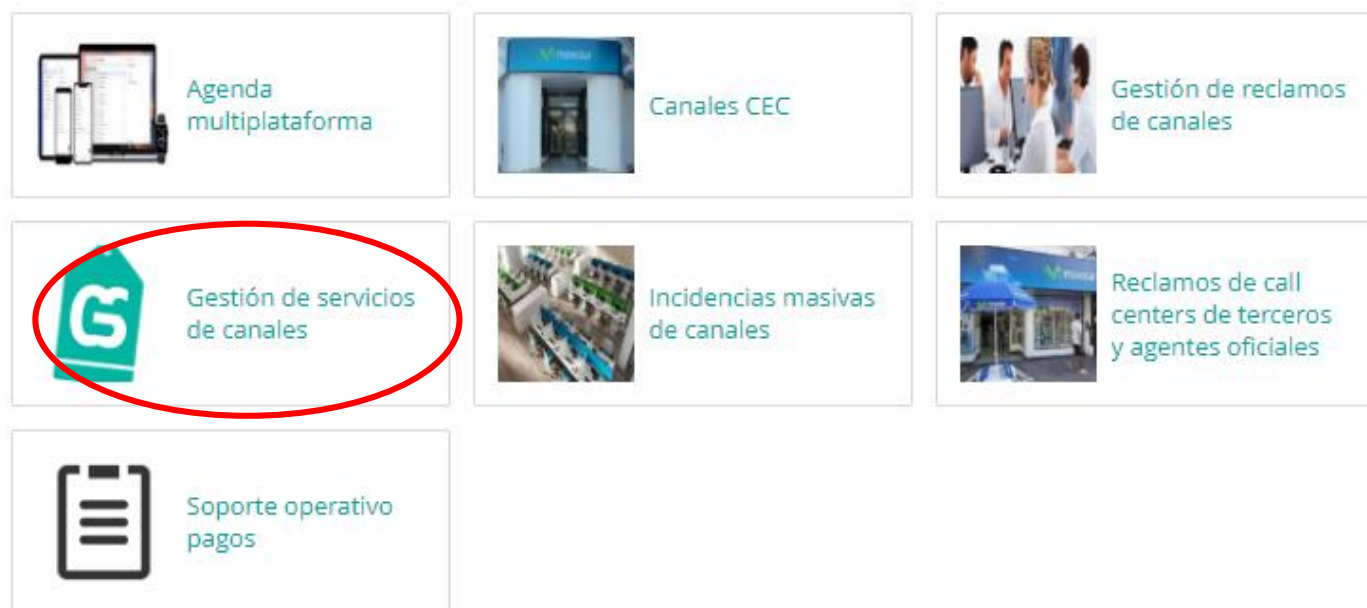 Agenda
multiplataforma
Canales CEC
Gestión de reclamos
de canales
GS
Gestión de servicios
de canales
Incidencias masivas
de canales
Reclamos de call
centers de terceros
y agentes oficiales
Soporte operativo
pagos